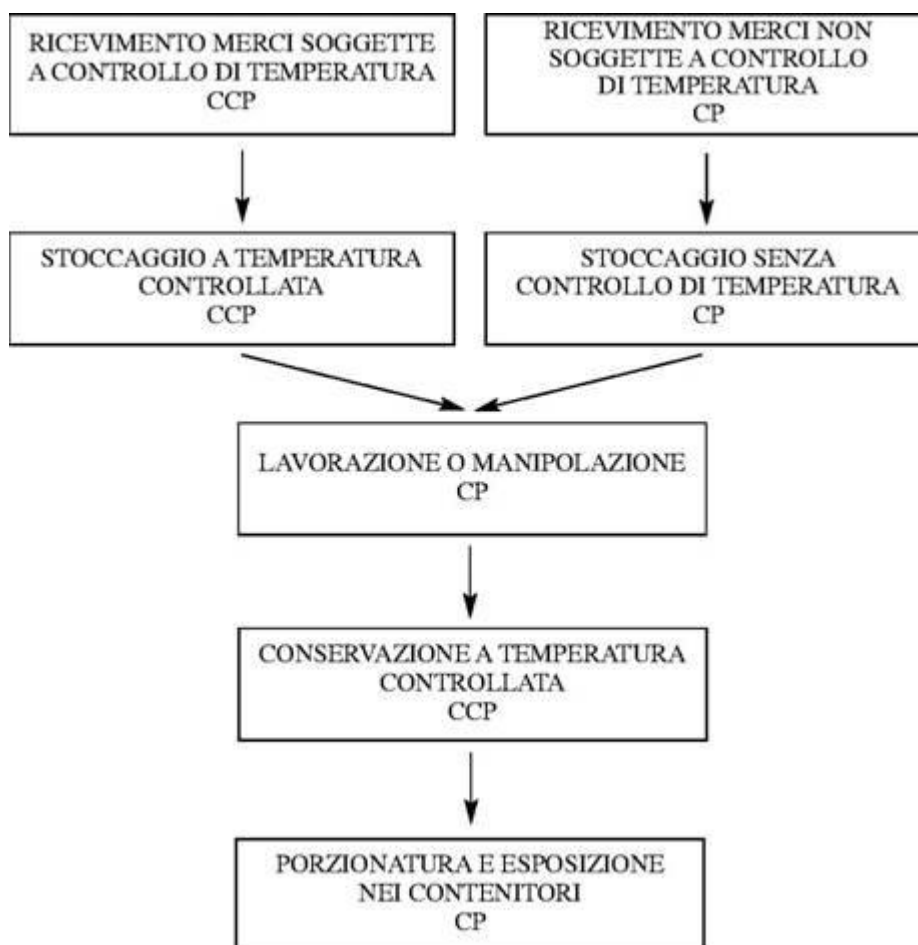 RICEVIMENTO MERCI SOGGETTE
A CONTROLLO DI TEMPERATURA
CCP
RICEVIMENTO MERCI NON
SOGGETTE A CONTROLLO
DI TEMPERATURA
CP
STOCCAGGIO A TEMPERATURA
CONTROLLATA
CCP
STOCCAGGIO SENZA
CONTROLLO DI TEMPERATURA
CP
LAVORAZIONE O MANIPOLAZIONE
CP
CONSERVAZIONE A TEMPERATURA
CONTROLLATA
CCP
PORZIONATURA E ESPOSIZIONE
NEI CONTENITORI
CP